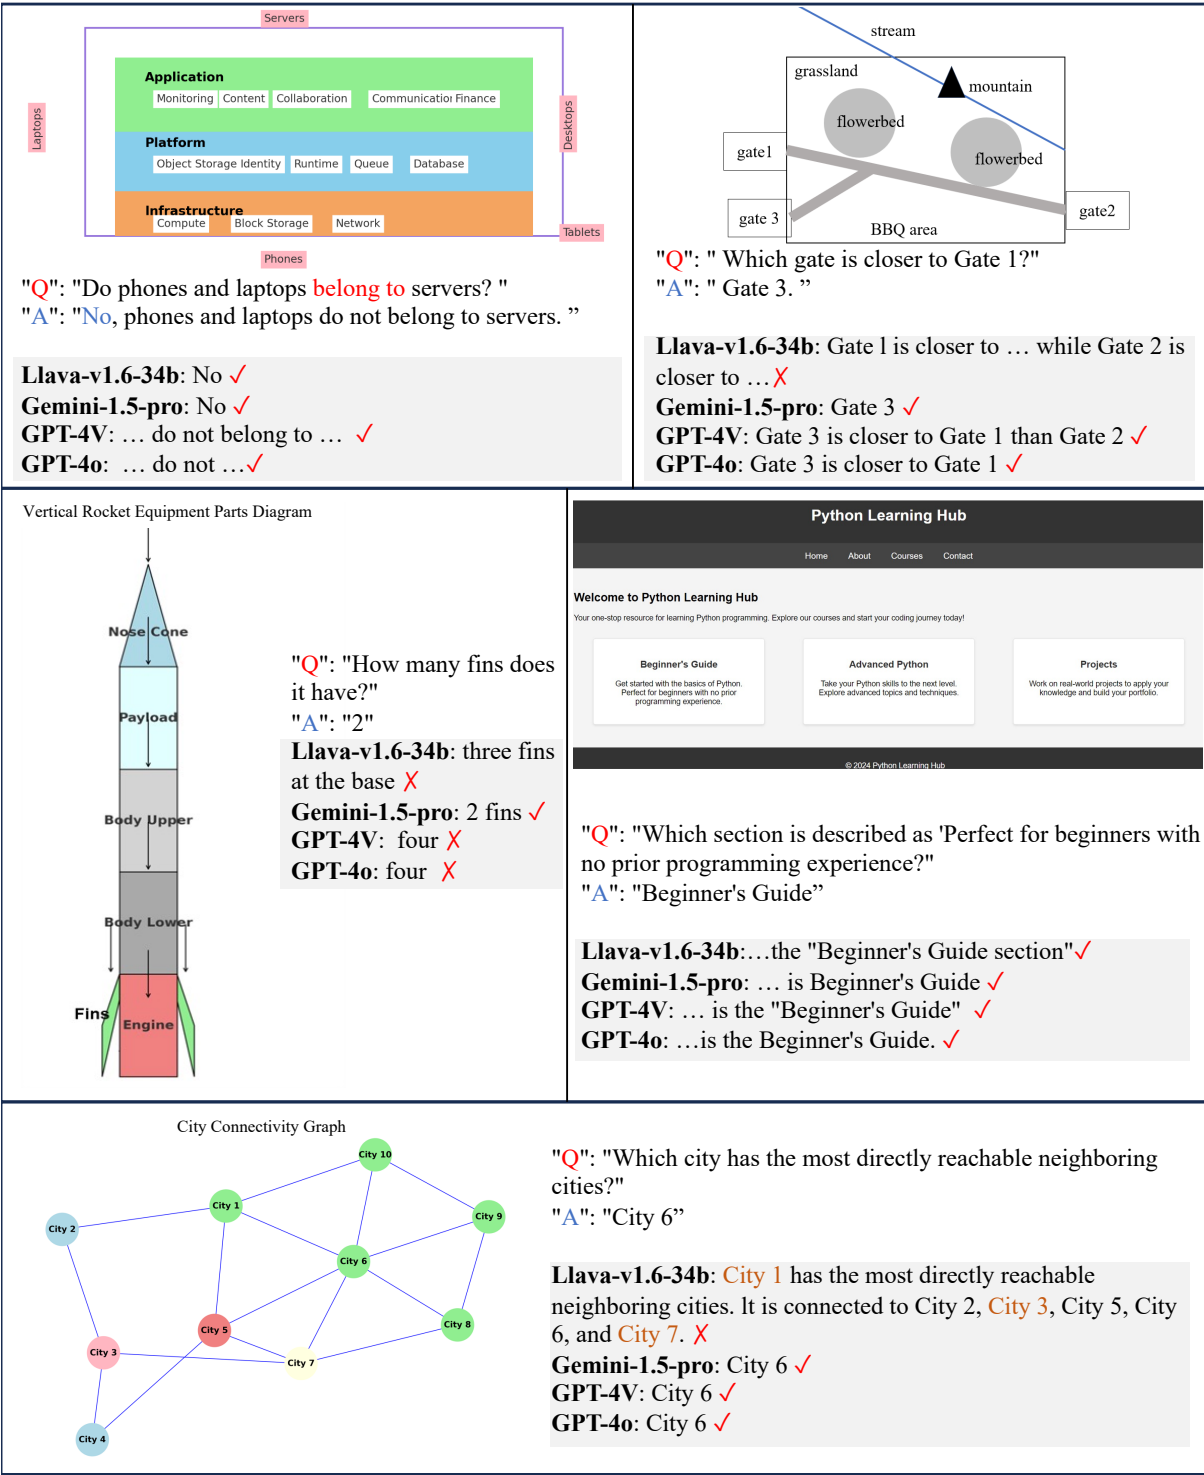 Servers
Laptops
Application
Monitoring Content Collaboration Communication Finance
Platform
Object Storage Identity Runtime Queue Database
Infrastructure
Compute Block Storage Network
Desktops
Tablets
Phones
"Q": "Do phones and laptops belong to servers? "
"A": "No, phones and laptops do not belong to servers. ”
Llava-v1.6-34b: No ✓
Gemini-1.5-pro: No ✓
GPT-4V: … do not belong to … ✓
GPT-4o: … do not …✓
stream
grassland
mountain
flowerbed
flowerbed
gate1
gate 3
gate2
BBQ area
"Q": " Which gate is closer to Gate 1?"
"A": " Gate 3. ”
Llava-v1.6-34b: Gate l is closer to … while Gate 2 is
closer to …✗
Gemini-1.5-pro: Gate 3 ✓
GPT-4V: Gate 3 is closer to Gate 1 than Gate 2 ✓
GPT-4o: Gate 3 is closer to Gate 1 ✓
Vertical Rocket Equipment Parts Diagram
Nose Cone
Payload
Body Upper
Body Lower
Fins
Engine
"Q": "How many fins does
it have?"
"A": "2"
Llava-v1.6-34b: three fins
at the base ✗
Gemini-1.5-pro: 2 fins ✓
GPT-4V: four ✗
GPT-4o: four ✗
Python Learning Hub
Home About Courses Contact
Welcome to Python Learning Hub
Your one-stop resource for learning Python programming. Explore our courses and start your coding journey today!
Beginner's Guide
Get started with the basics of Python.
Perfect for beginners with no prior
programming experience.
Advanced Python
Take your Python skills to the next level.
Explore advanced topics and techniques.
Projects
Work on real-world projects to apply your
knowledge and build your portfolio.
© 2024 Python Learning Hub
"Q": "Which section is described as 'Perfect for beginners with
no prior programming experience?"
"A": "Beginner's Guide”
Llava-v1.6-34b:…the "Beginner's Guide section"✓
Gemini-1.5-pro: … is Beginner's Guide ✓
GPT-4V: … is the "Beginner's Guide" ✓
GPT-4o: …is the Beginner's Guide. ✓
City Connectivity Graph
City 10
City 1
City 9
City 2
City 6
City 8
City 5
City 3
City 7
City 4
"Q": "Which city has the most directly reachable neighboring
cities?"
"A": "City 6”
Llava-v1.6-34b: City 1 has the most directly reachable
neighboring cities. lt is connected to City 2, City 3, City 5, City
6, and City 7. ✗
Gemini-1.5-pro: City 6 ✓
GPT-4V: City 6 ✓
GPT-4o: City 6 ✓